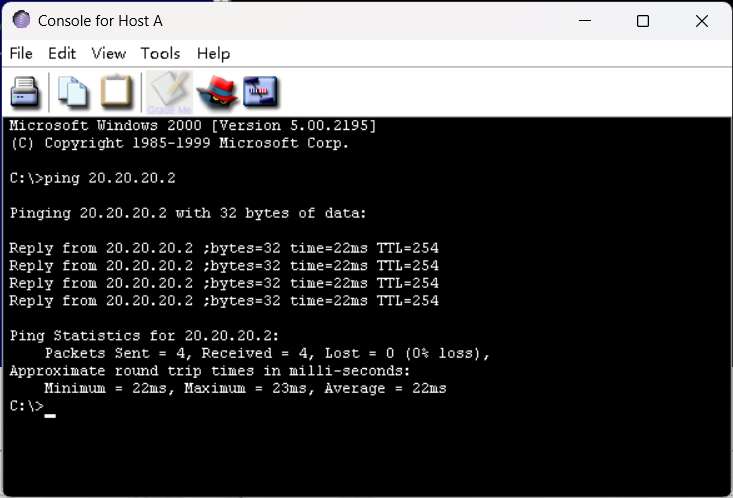 Console for Host A
File Edit View Tools Help
Grade Me
Microsoft Windows 2000 [Version 5.00.2195]
(C) Copyright 1985-1999 Microsoft Corp.
C:\>ping 20.20.20.2
Pinging 20.20.20.2 with 32 bytes of data:
Reply from 20.20.20.2 ;bytes=32 time=22ms TTL=254
Reply from 20.20.20.2 ;bytes=32 time=22ms TTL=254
Reply from 20.20.20.2 ;bytes=32 time=22ms TTL=254
Reply from 20.20.20.2 ;bytes=32 time=22ms TTL=254
Ping Statistics for 20.20.20.2:
    Packets Sent = 4, Received = 4, Lost = 0 (0% loss),
Approximate round trip times in milli-seconds:
    Minimum = 22ms, Maximum = 23ms, Average = 22ms
C:\>